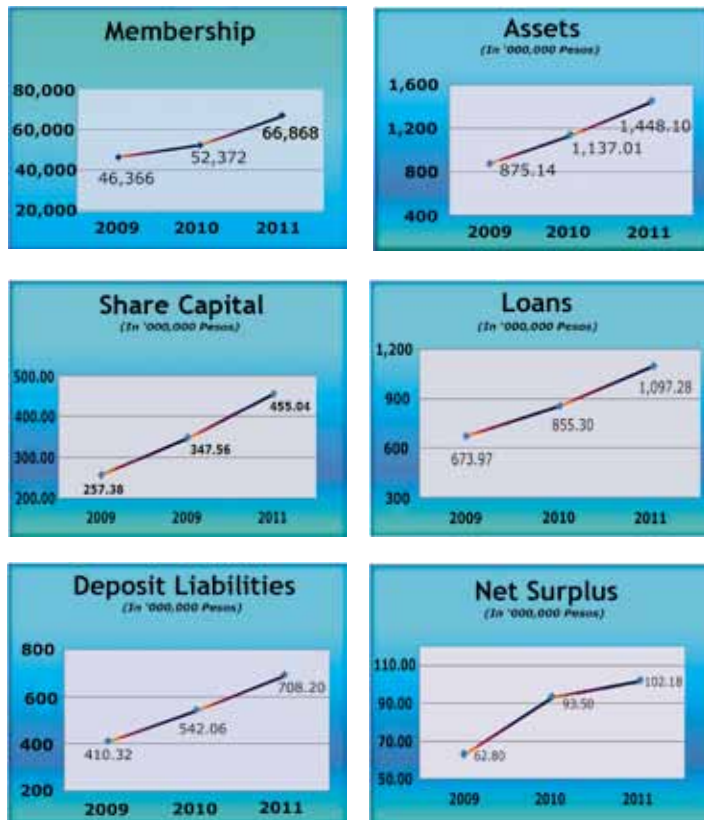 Membership
80,000
60,000
40,000
20,000
46,366
52,372
66,868
2009 2010 2011
Assets
(In '000,000 Pesos)
1,600
1,200
800
400
875.14
1,137.01
1,448.10
2009 2010 2011
Share Capital
(In '000,000 Pesos)
500.00
400.00
300.00
200.00
257.38
347.56
455.04
2009 2009 2011
Loans
(In '000,000 Pesos)
1,200
900
600
300
673.97
855.30
1,097.28
2009 2010 2011
Deposit Liabilities
(In '000,000 Pesos)
800
600
400
200
410.32
542.06
708.20
2009 2010 2011
Net Surplus
(In '000,000 Pesos)
110.00
90.00
70.00
50.00
62.80
93.50
102.18
2009 2010 2011